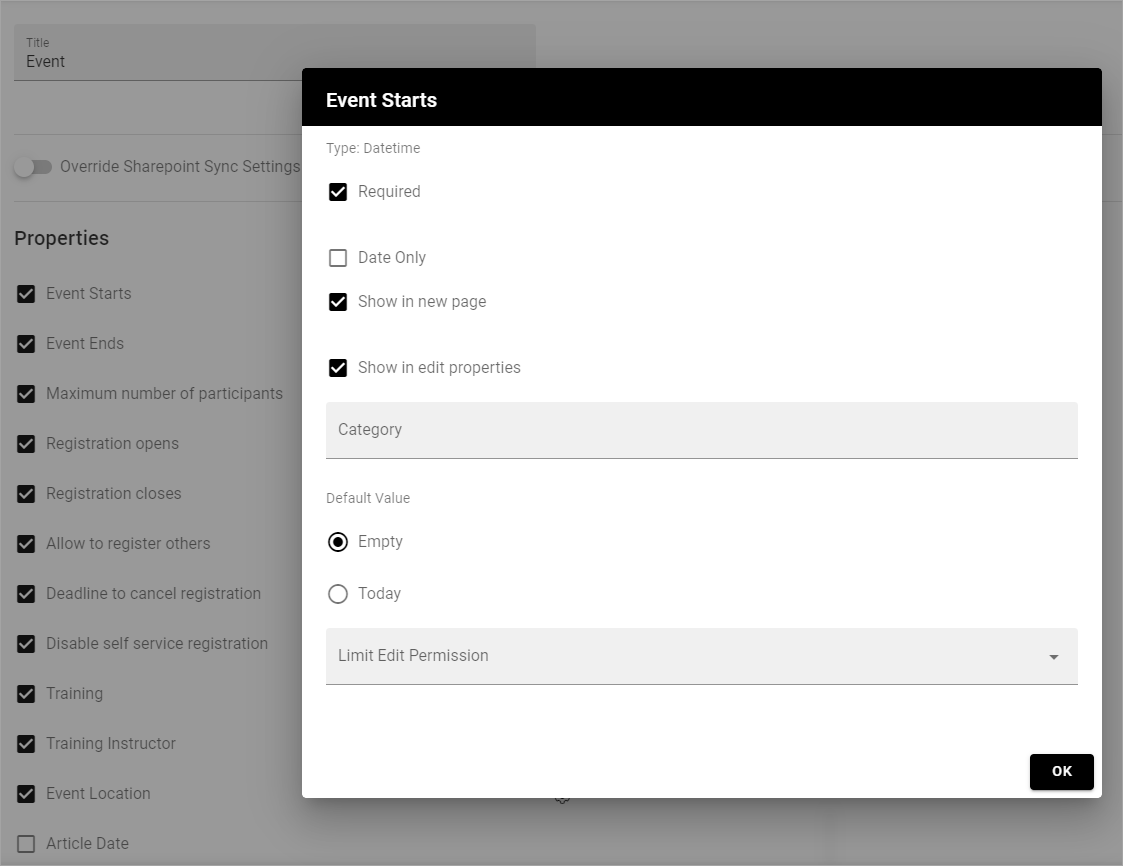 Title
Event
Override Sharepoint Sync Settings
Properties
Event Starts
Event Ends
Maximum number of participants
Registration opens
Registration closes
Allow to register others
Deadline to cancel registration
Disable self service registration
Training
Training Instructor
Event Location
Article Date
Event Starts
Type: Datetime
Required
Date Only
Show in new page
Show in edit properties
Category
Default Value
Empty
Today
Limit Edit Permission
OK